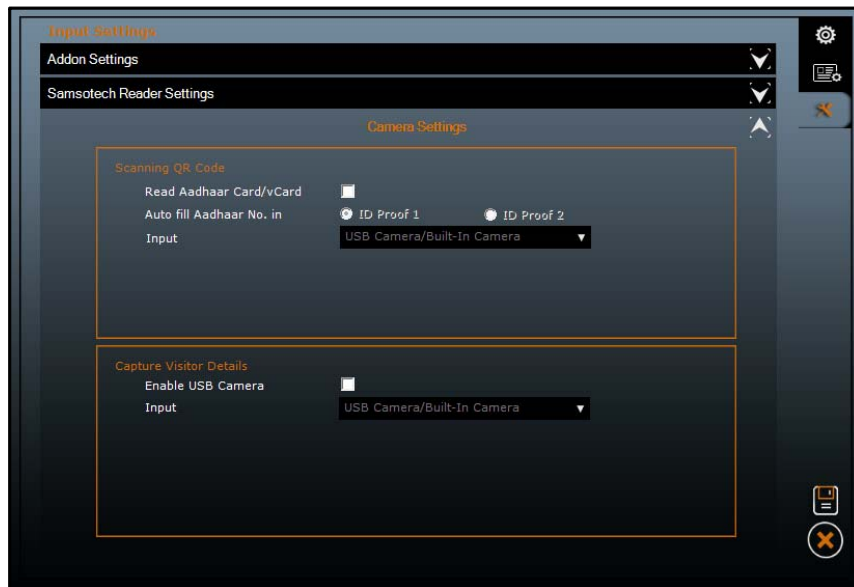 Input Settings
Addon Settings
Samsotech Reader Settings
Camera Settings
Scanning QR Code
Read Aadhaar Card/vCard
Auto fill Aadhaar No. in ID Proof 1 ID Proof 2
Input USB Camera/Built-In Camera
Capture Visitor Details
Enable USB Camera
Input USB Camera/Built-In Camera